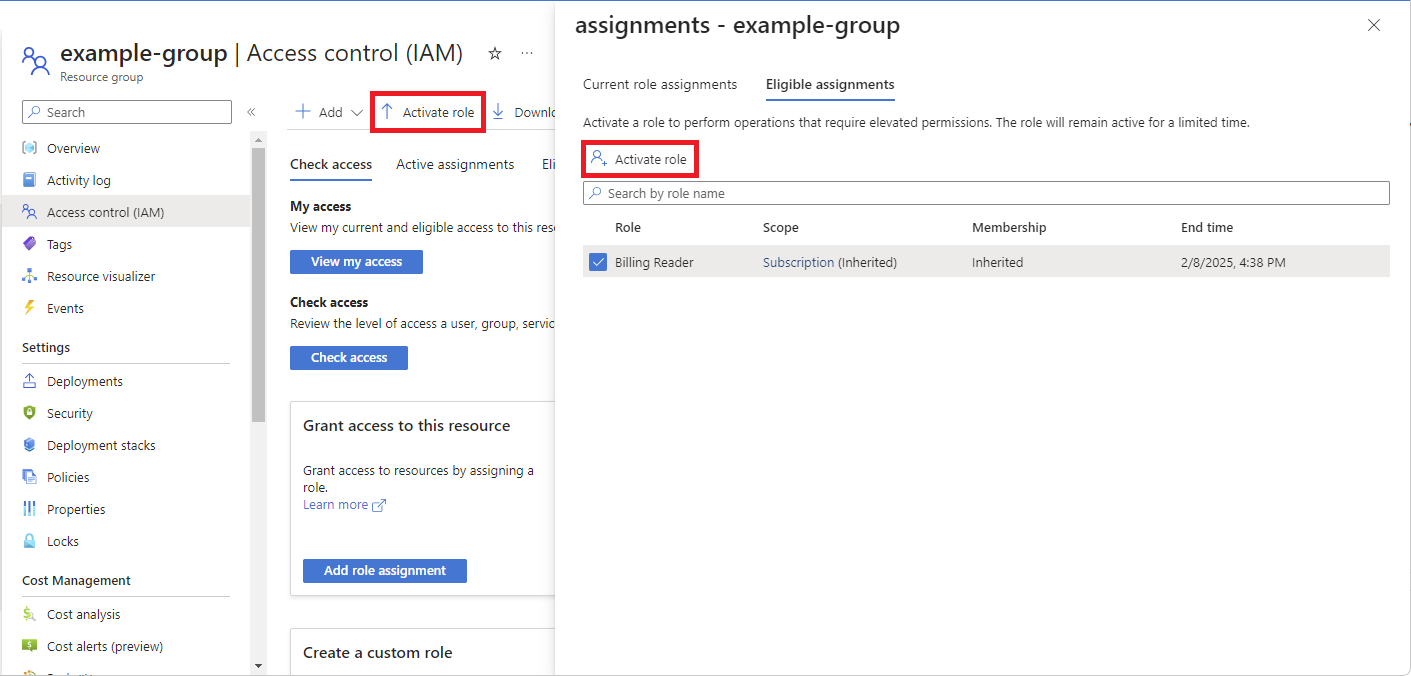 example-group | Access control (IAM)
Resource group
Search
Overview
Activity log
Access control (IAM)
Tags
Resource visualizer
Events
Settings
Deployments
Security
Deployment stacks
Policies
Properties
Locks
Cost Management
Cost analysis
Cost alerts (preview)
Add
Activate role
Downlo
Check access Active assignments Eli
My access
View my current and eligible access to this reso
View my access
Check access
Review the level of access a user, group, servic
Check access
Grant access to this resource
Grant access to resources by assigning a
role.
Learn more
Add role assignment
Create a custom role
assignments - example-group
Current role assignments Eligible assignments
Activate a role to perform operations that require elevated permissions. The role will remain active for a limited time.
Activate role
Search by role name
Role Scope Membership End time
Billing Reader Subscription (Inherited) Inherited 2/8/2025, 4:38 PM